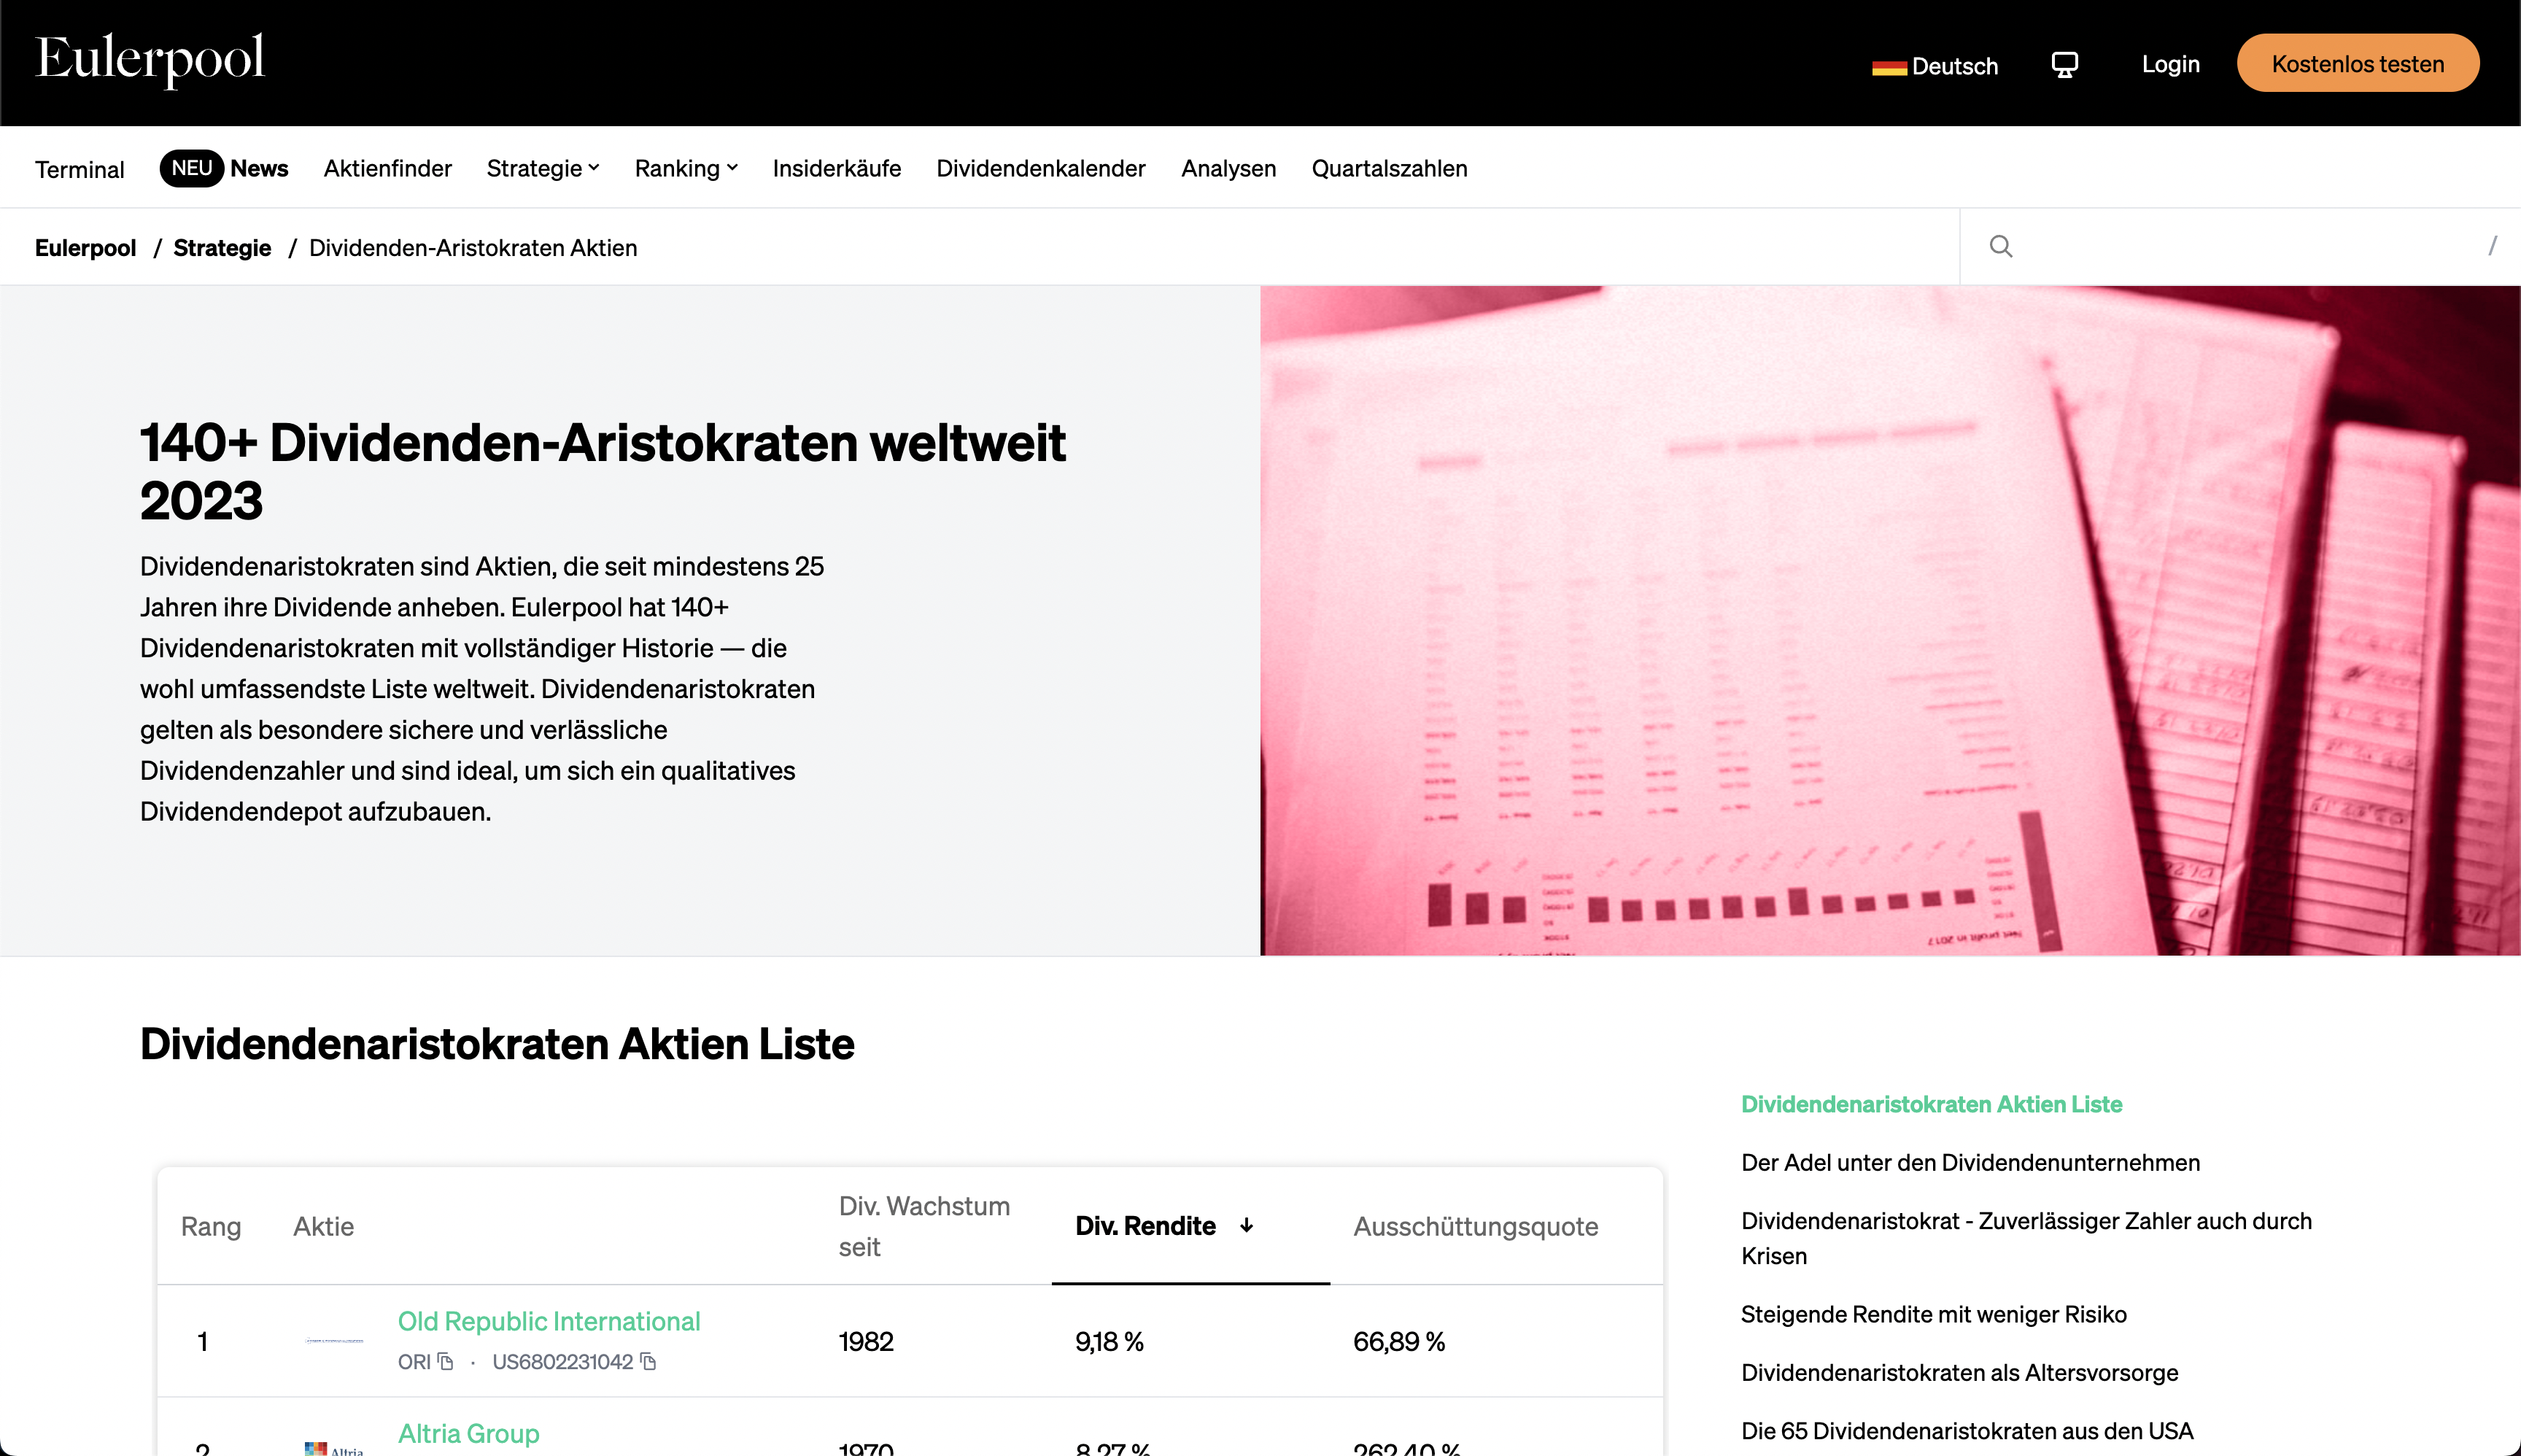 Eulerpool
Deutsch
Login
Kostenlos testen
Terminal
NEU News
Aktienfinder
Strategie
Ranking
Insiderkäufe
Dividendenkalender
Analysen
Quartalszahlen
Eulerpool / Strategie / Dividenden-Aristokraten Aktien
/
140+ Dividenden-Aristokraten weltweit
2023
Dividendenaristokraten sind Aktien, die seit mindestens 25
Jahren ihre Dividende anheben. Eulerpool hat 140+
Dividendenaristokraten mit vollständiger Historie — die
wohl umfassendste Liste weltweit. Dividendenaristokraten
gelten als besondere sichere und verlässliche
Dividendenzahler und sind ideal, um sich ein qualitatives
Dividendendepot aufzubauen.
Net profit in 2017
Dividendenaristokraten Aktien Liste
Rang
Aktie
Div. Wachstum
seit
Div. Rendite
Ausschüttungsquote
1
Old Republic International
ORI · US6802231042
1982
9,18 %
66,89 %
2
Altria
Altria Group
1970
8,27 %
262,40 %
Dividendenaristokraten Aktien Liste
Der Adel unter den Dividendenunternehmen
Dividendenaristokrat - Zuverlässiger Zahler auch durch
Krisen
Steigende Rendite mit weniger Risiko
Dividendenaristokraten als Altersvorsorge
Die 65 Dividendenaristokraten aus den USA